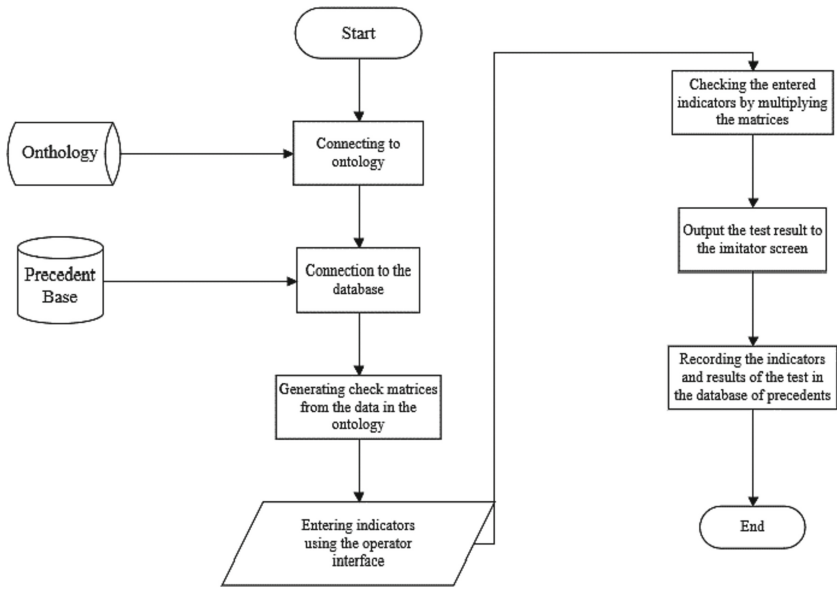 Start
Onthology
Connecting to
ontology
Precedent
Base
Connection to the
database
Generating check matrices
from the data in the
ontology
Entering indicators
using the operator
interface
Checking the entered
indicators by multiplying
the matrices
Output the test result to
the imitator screen
Recording the indicators
and results of the test in
the database of precedents
End